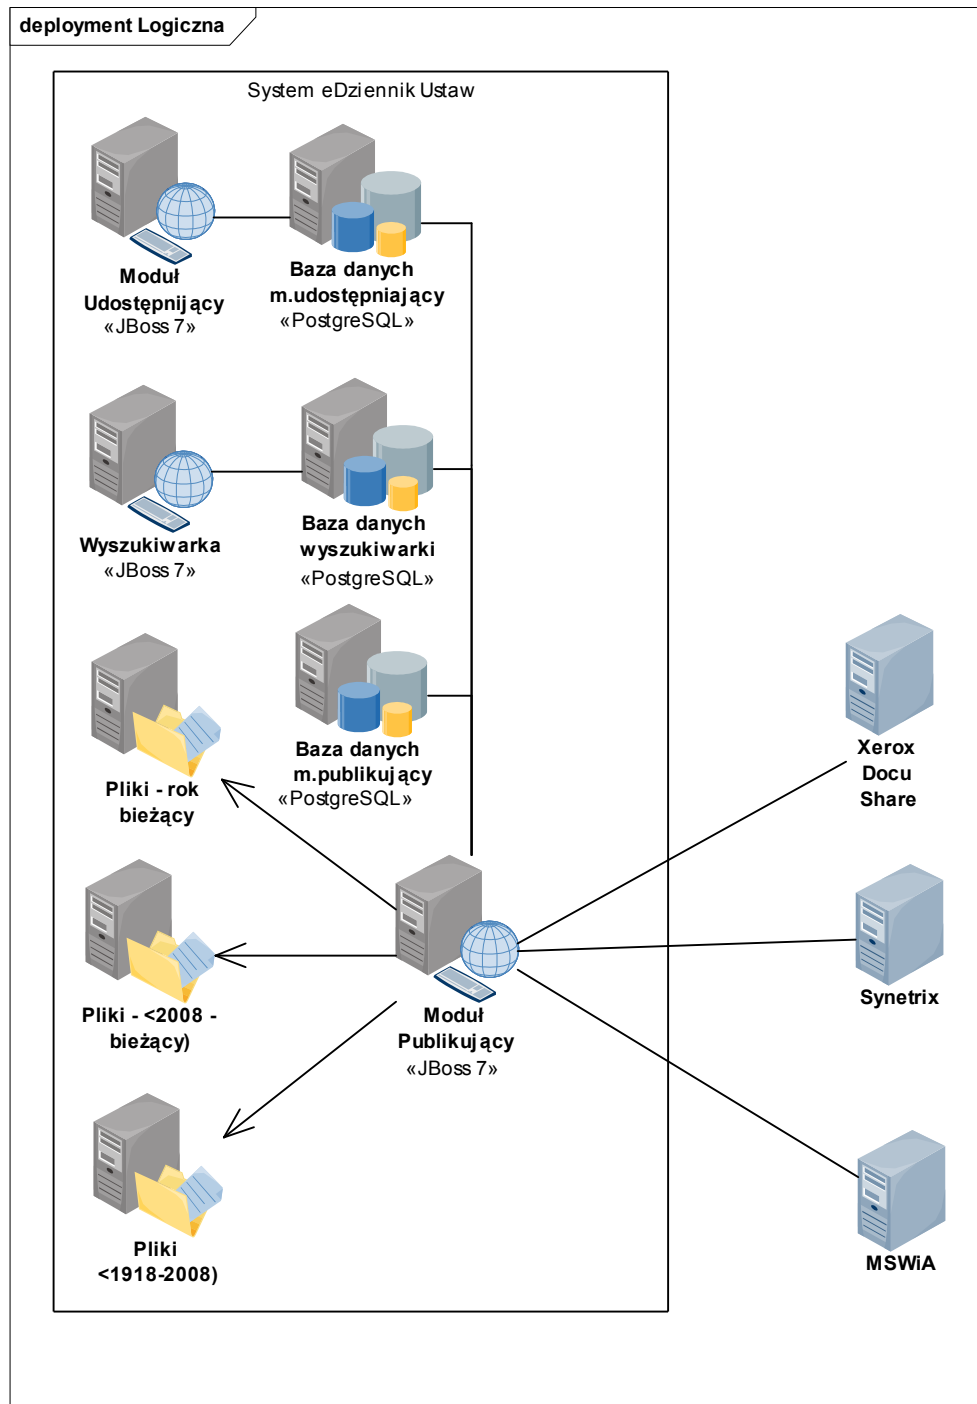 deployment Logiczna
System eDziennik Ustaw
Moduł
Udostępnijący
«JBoss 7»
Baza danych
m.udostępniający
«PostgreSQL»
Wyszukiwarka
«JBoss 7»
Baza danych
wyszukiwarki
«PostgreSQL»
Pliki - rok
bieżący
Baza danych
m.publikujący
«PostgreSQL»
Xerox
Docu
Share
Pliki - <2008 -
bieżący)
Moduł
Publikujący
«JBoss 7»
Synetrix
Pliki
<1918-2008)
MSWiA